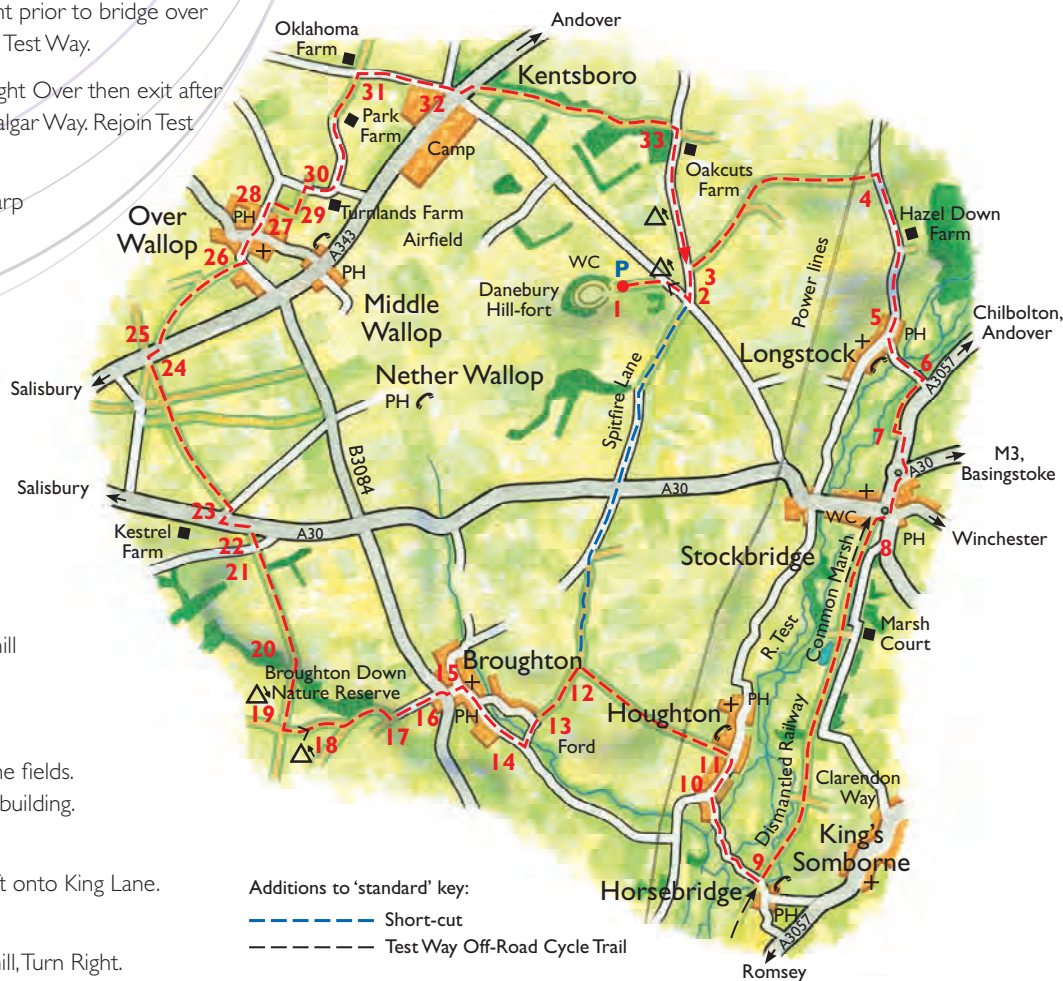 nt prior to bridge over
Test Way.
ght Over then exit after
algar Way. Rejoin Test
arp
nill
ne fields.
building.
ft onto King Lane.
nill, Turn Right.
Andover
Oklahoma
Farm
Kentsboro
31
32
Park
Farm
Camp
33
Oakcuts
Farm
30
28
PH
29
27
Turnlands Farm
Over
Wallop
26
A343
Airfield
PH
4
Hazel Down
Farm
WC
P
3
2
1
Danebury
Hill-fort
Power lines
Middle
Wallop
25
24
Salisbury
5
PH
Longstock
6
Chilbolton,
Andover
A3057
Nether Wallop
PH
Spitfire Lane
7
M3,
Basingstoke
A30
B3084
Salisbury
23
Kestrel
Farm
22
21
A30
A30
WC
Stockbridge
PH
8
Winchester
R. Test
Common Marsh
Marsh
Court
20
Broughton Down
Nature Reserve
19
18
17
16
15
Broughton
PH
14
13
Ford
12
Houghton
PH
11
10
Dismantled Railway
Clarendon
Way
King's
Somborne
9
Horsebridge
PH
A3057
Romsey
Additions to 'standard' key:
Short-cut
Test Way Off-Road Cycle Trail